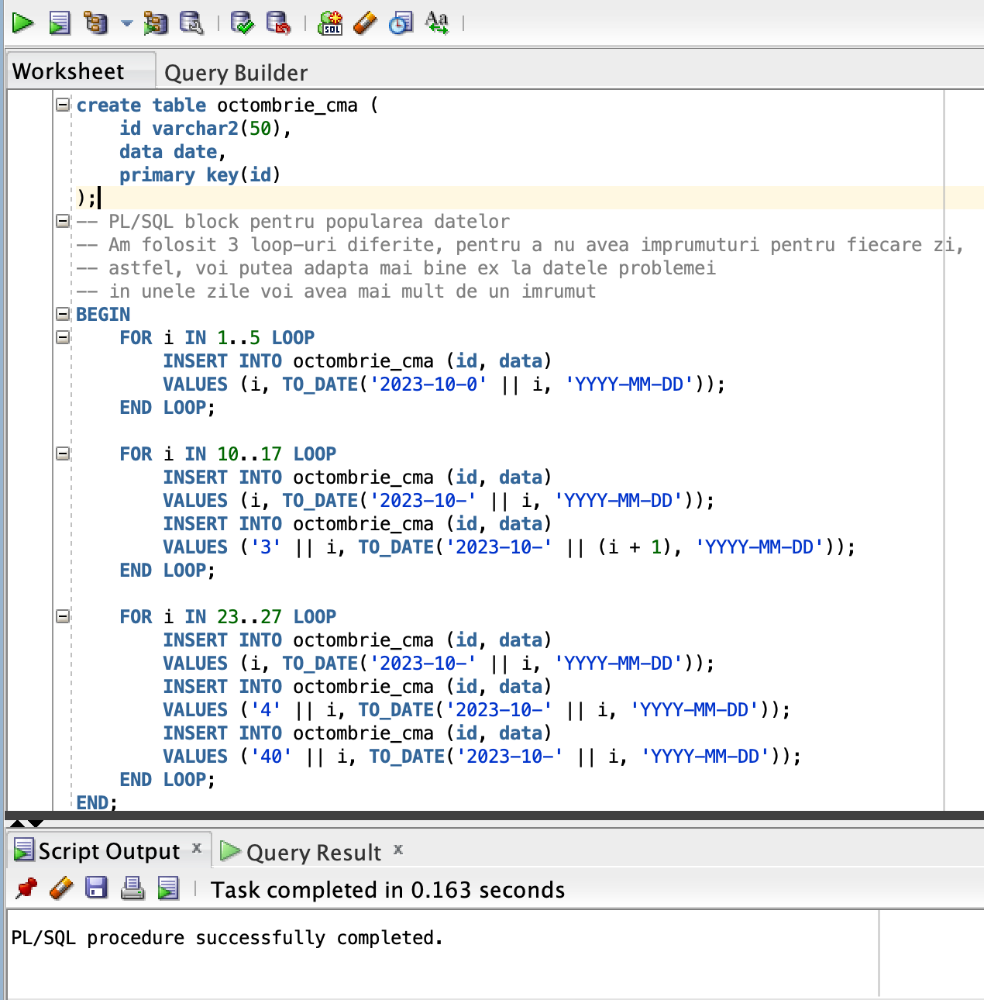 SQL
Aa
Worksheet
Query Builder
create table octombrie_cma (
    id varchar2(50),
    data date,
    primary key(id)
);
-- PL/SQL block pentru popularea datelor
-- Am folosit 3 loop-uri diferite, pentru a nu avea imprumuturi pentru fiecare zi,
-- astfel, voi putea adapta mai bine ex la datele problemei
-- in unele zile voi avea mai mult de un imrumut
BEGIN
    FOR i IN 1..5 LOOP
        INSERT INTO octombrie_cma (id, data)
        VALUES (i, TO_DATE('2023-10-0' || i, 'YYYY-MM-DD'));
    END LOOP;
    FOR i IN 10..17 LOOP
        INSERT INTO octombrie_cma (id, data)
        VALUES (i, TO_DATE('2023-10-' || i, 'YYYY-MM-DD'));
        INSERT INTO octombrie_cma (id, data)
        VALUES ('3' || i, TO_DATE('2023-10-' || (i + 1), 'YYYY-MM-DD'));
    END LOOP;
    FOR i IN 23..27 LOOP
        INSERT INTO octombrie_cma (id, data)
        VALUES (i, TO_DATE('2023-10-' || i, 'YYYY-MM-DD'));
        INSERT INTO octombrie_cma (id, data)
        VALUES ('4' || i, TO_DATE('2023-10-' || i, 'YYYY-MM-DD'));
        INSERT INTO octombrie_cma (id, data)
        VALUES ('40' || i, TO_DATE('2023-10-' || i, 'YYYY-MM-DD'));
    END LOOP;
END;
Script Output x
Query Result x
Task completed in 0.163 seconds
PL/SQL procedure successfully completed.